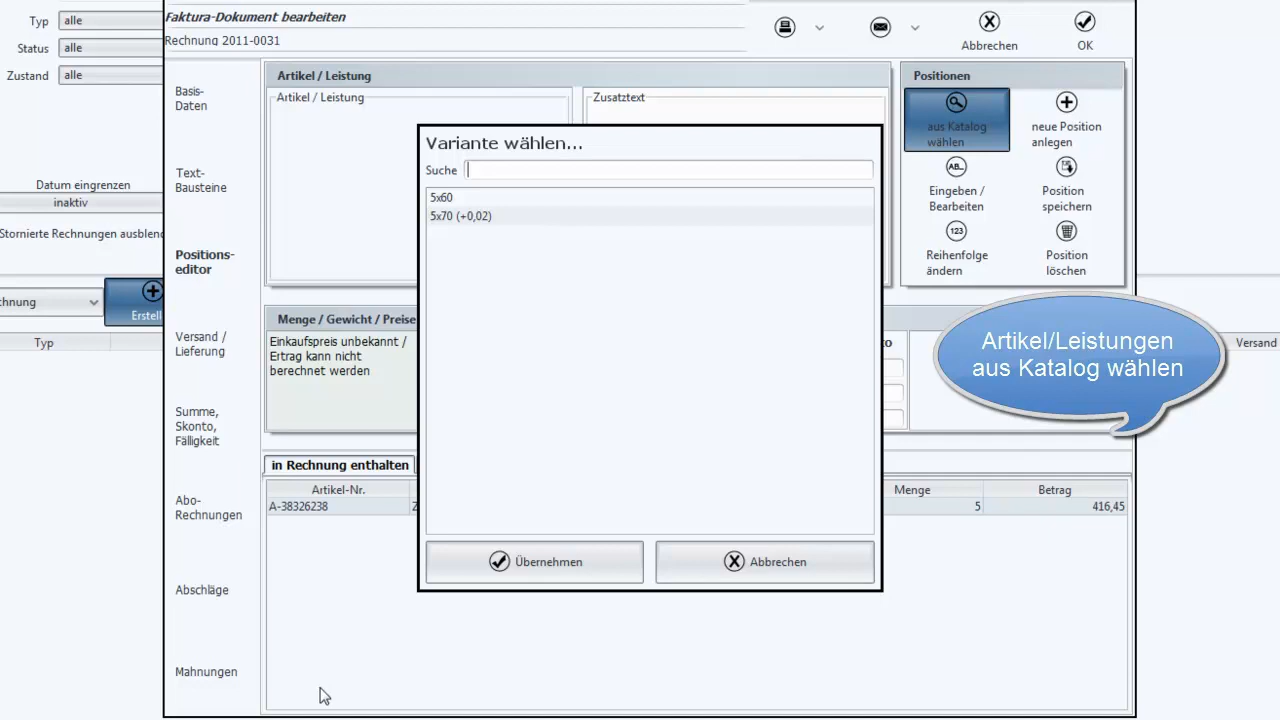 Typ alle
Status alle
Zustand alle
Datum eingrenzen
inaktiv
Stornierte Rechnungen ausblend
chnung
Erstell
Typ
Faktura-Dokument bearbeiten
Rechnung 2011-0031
Abbrechen
OK
Basis-
Daten
Text-
Bausteine
Positions-
editor
Versand /
Lieferung
Summe,
Skonto,
Fälligkeit
Abo-
Rechnungen
Abschläge
Mahnungen
Artikel / Leistung
Artikel / Leistung
Zusatztext
Positionen
aus Katalog
wählen
neue Position
anlegen
AB..
Eingeben /
Bearbeiten
Position
speichern
123
Reihenfolge
ändern
Position
löschen
Variante wählen...
Suche
5x60
5x70 (+0,02)
Übernehmen
Abbrechen
Menge / Gewicht / Preise
Einkaufspreis unbekannt /
Ertrag kann nicht
berechnet werden
Artikel/Leistungen
aus Katalog wählen
Versand
in Rechnung enthalten
Artikel-Nr. Menge Betrag
A-38326238 5 416,45